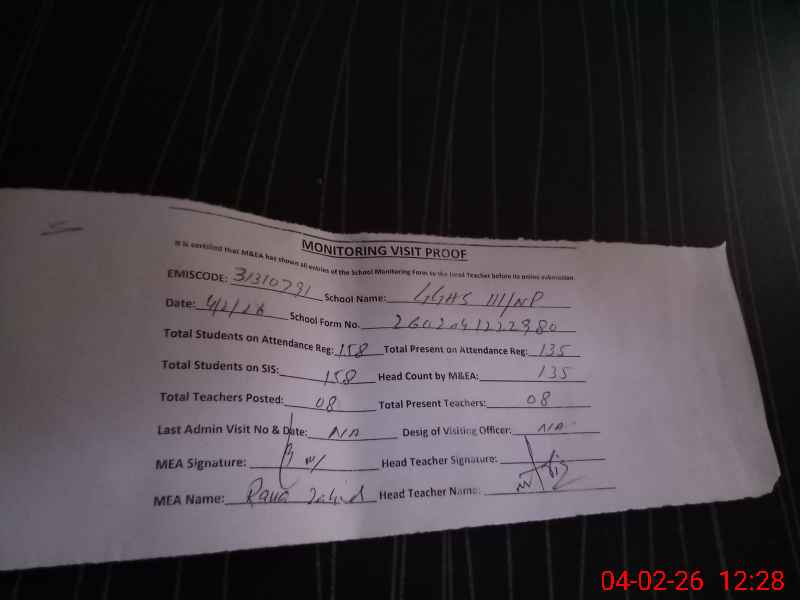 MONITORING VISIT PROOF
It is certified that M&EA has shown all entries of the School Monitoring Form to the Head Teacher before its online submission.
EMISCODE: 31310791 School Name: GGHS 111/NP
Date: 4/2/26 School Form No. 2602041222980
Total Students on Attendance Reg: 158 Total Present on Attendance Reg: 135
Total Students on SIS: 158 Head Count by M&EA: 135
Total Teachers Posted: 08 Total Present Teachers: 08
Last Admin Visit No & Date: N/A Desig of Visiting Officer: N/A
MEA Signature: Head Teacher Signature:
MEA Name: Rana Zahid Head Teacher Name:
04-02-26 12:28